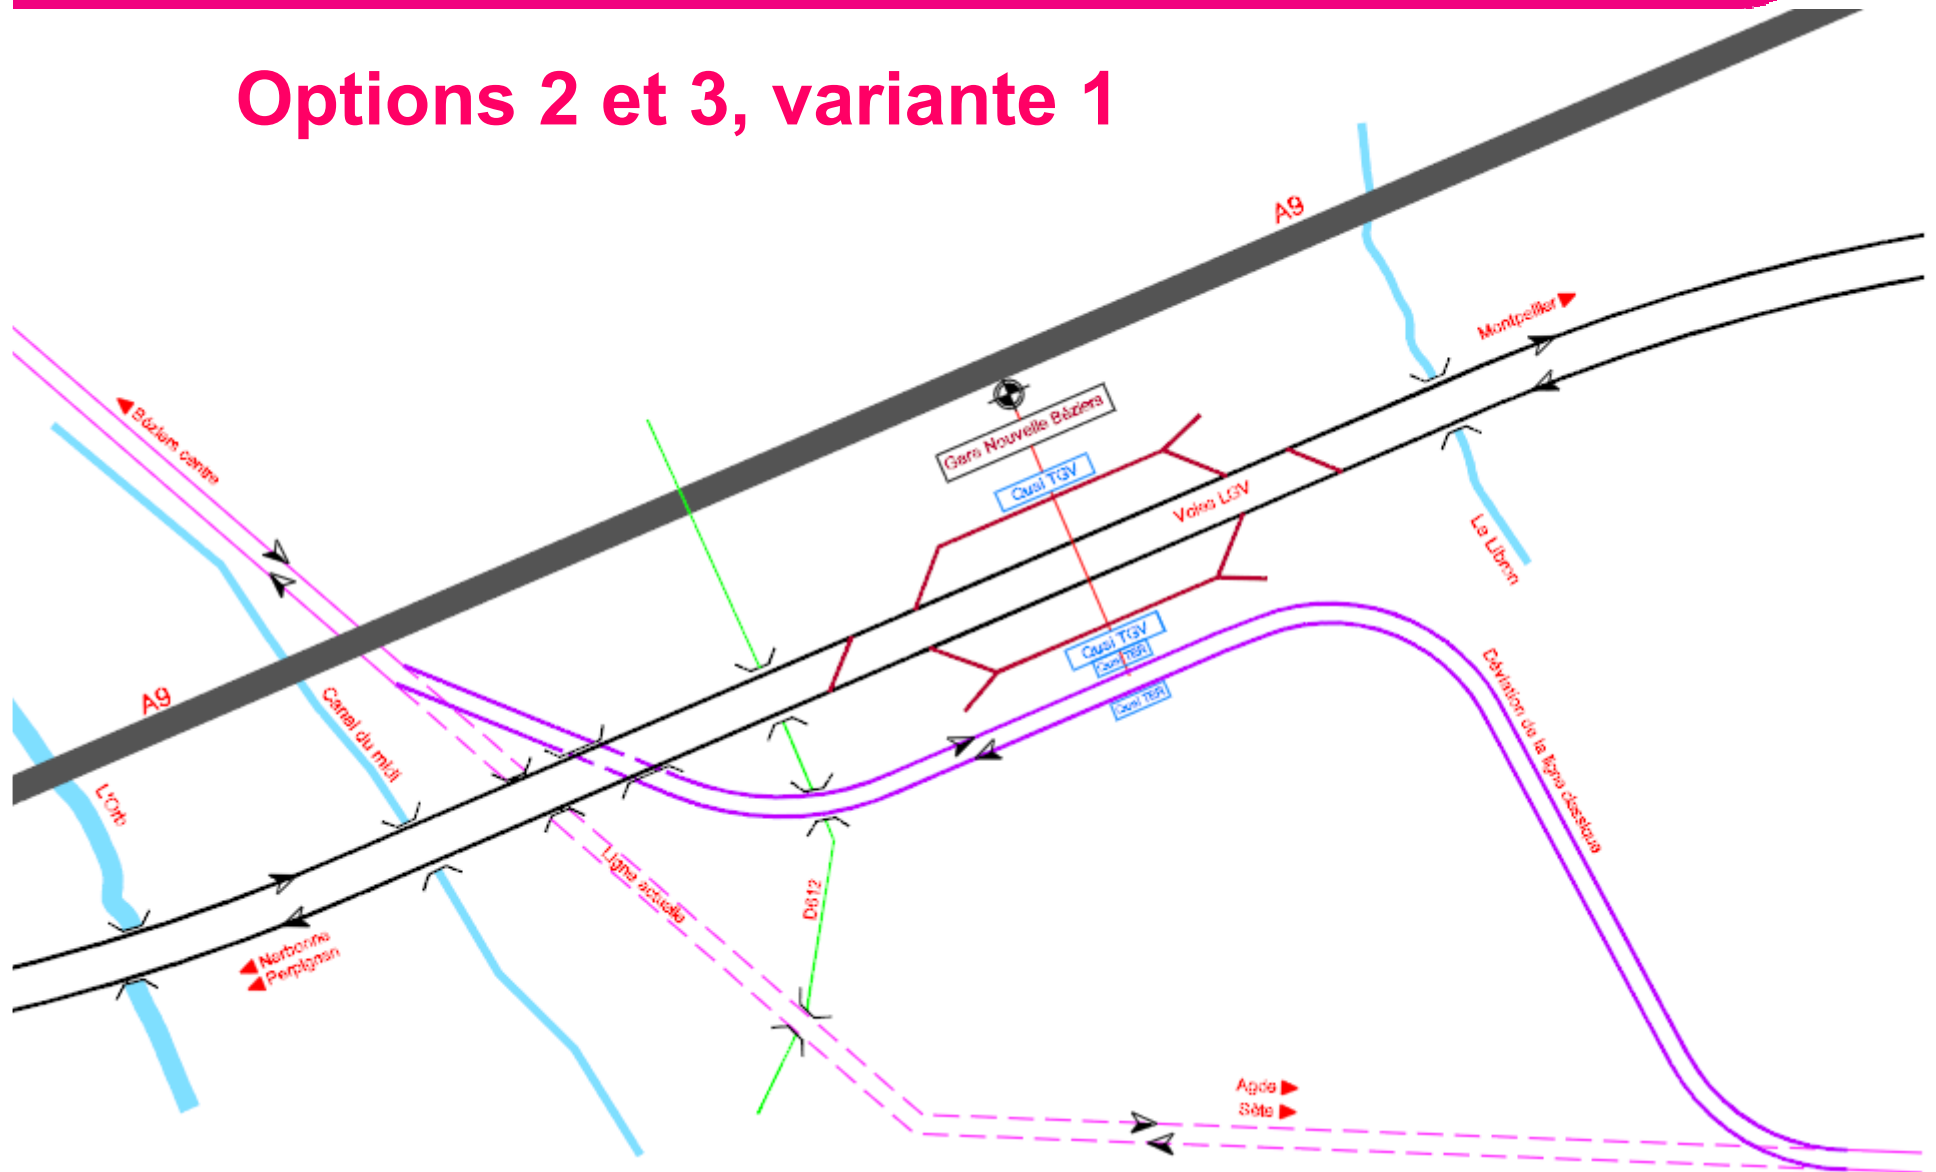 Options 2 et 3, variante 1
A9
Montpellier
Béziers centre
Gare Nouvelle Béziers
Quai TGV
Voies LGV
Le Libron
Quai TGV
Quai TER
Quai TER
A9
Canal du midi
Déviation de la ligne classique
L'Orb
Ligne actuelle
D612
Narbonne
Perpignan
Agde
Sète